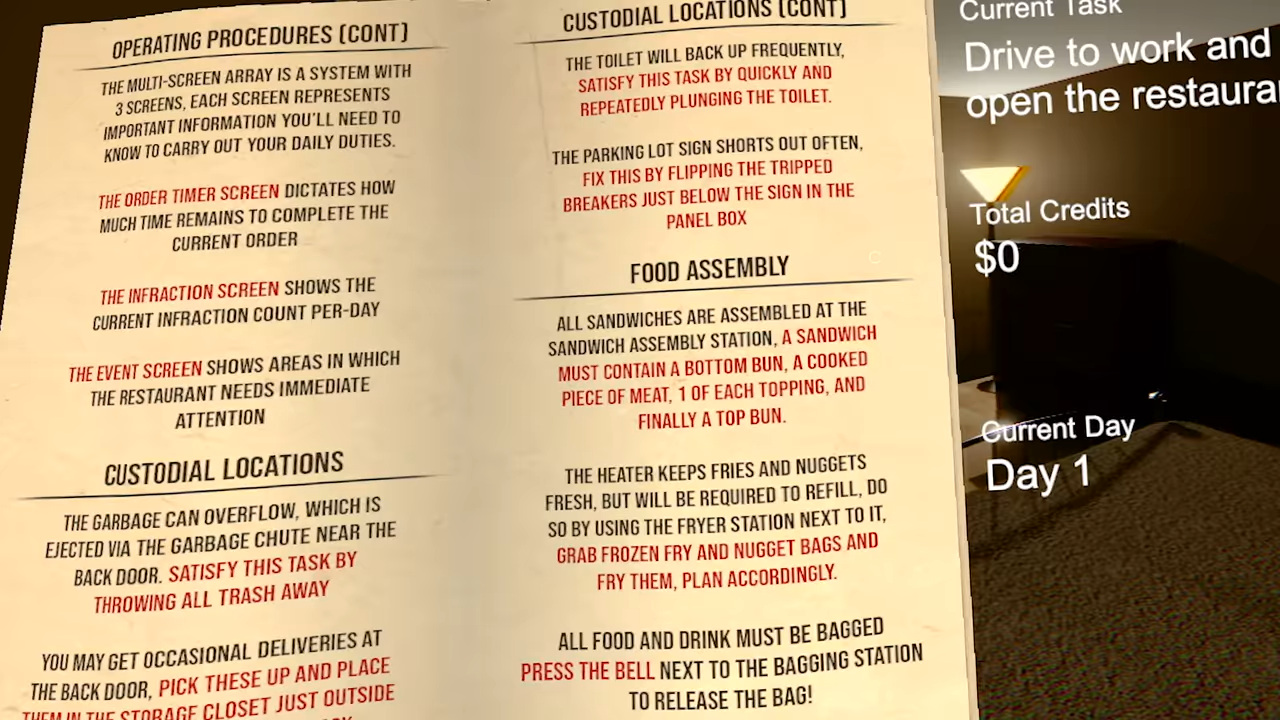 OPERATING PROCEDURES (CONT)
THE MULTI-SCREEN ARRAY IS A SYSTEM WITH
3 SCREENS, EACH SCREEN REPRESENTS
IMPORTANT INFORMATION YOU'LL NEED TO
KNOW TO CARRY OUT YOUR DAILY DUTIES.
THE ORDER TIMER SCREEN DICTATES HOW
MUCH TIME REMAINS TO COMPLETE THE
CURRENT ORDER
THE INFRACTION SCREEN SHOWS THE
CURRENT INFRACTION COUNT PER-DAY
THE EVENT SCREEN SHOWS AREAS IN WHICH
THE RESTAURANT NEEDS IMMEDIATE
ATTENTION
CUSTODIAL LOCATIONS
THE GARBAGE CAN OVERFLOW, WHICH IS
EJECTED VIA THE GARBAGE CHUTE NEAR THE
BACK DOOR. SATISFY THIS TASK BY
THROWING ALL TRASH AWAY
YOU MAY GET OCCASIONAL DELIVERIES AT
THE BACK DOOR, PICK THESE UP AND PLACE
THEM IN THE STORAGE CLOSET JUST OUTSIDE
CUSTODIAL LOCATIONS (CONT)
THE TOILET WILL BACK UP FREQUENTLY,
SATISFY THIS TASK BY QUICKLY AND
REPEATEDLY PLUNGING THE TOILET.
THE PARKING LOT SIGN SHORTS OUT OFTEN,
FIX THIS BY FLIPPING THE TRIPPED
BREAKERS JUST BELOW THE SIGN IN THE
PANEL BOX
FOOD ASSEMBLY
ALL SANDWICHES ARE ASSEMBLED AT THE
SANDWICH ASSEMBLY STATION, A SANDWICH
MUST CONTAIN A BOTTOM BUN, A COOKED
PIECE OF MEAT, 1 OF EACH TOPPING, AND
FINALLY A TOP BUN.
THE HEATER KEEPS FRIES AND NUGGETS
FRESH, BUT WILL BE REQUIRED TO REFILL, DO
SO BY USING THE FRYER STATION NEXT TO IT,
GRAB FROZEN FRY AND NUGGET BAGS AND
FRY THEM, PLAN ACCORDINGLY.
ALL FOOD AND DRINK MUST BE BAGGED
PRESS THE BELL NEXT TO THE BAGGING STATION
TO RELEASE THE BAG!
Current Task
Drive to work and
open the restaura
Total Credits
$0
Current Day
Day 1